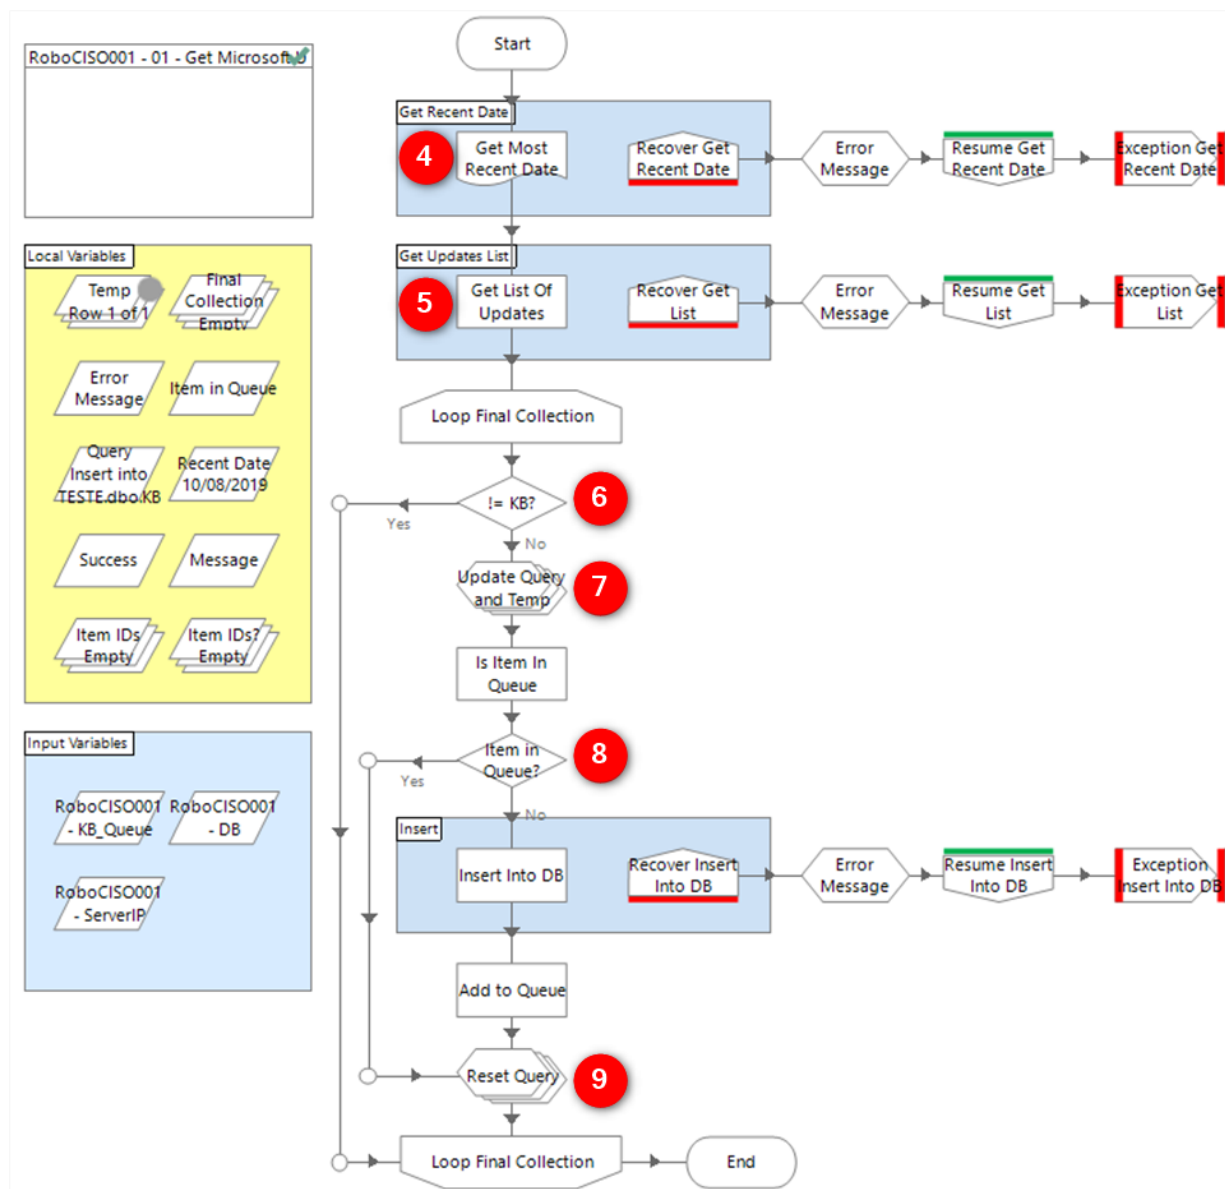 Start
RoboCISO001 - 01 - Get Microsoft
Get Recent Date
4
Get Most
Recent Date
Recover Get
Recent Date
Error
Message
Resume Get
Recent Date
Exception Get
Recent Date
Local Variables
Temp
Row 1 of 1
Final
Collection
Empty
Error
Message
Item in Queue
Query
Insert into
TESTE.dbo.KB
Recent Date
10/08/2019
Success
Message
Item IDs
Empty
Item IDs?
Empty
Get Updates List
5
Get List Of
Updates
Recover Get
List
Error
Message
Resume Get
List
Exception Get
List
Loop Final Collection
!= KB?
6
Yes
No
Update Query
and Temp
7
Is Item In
Queue
Item in
Queue?
8
Yes
No
Input Variables
RoboCISO001
- KB_Queue
RoboCISO001
- DB
RoboCISO001
- ServerIP
Insert
Insert Into DB
Recover Insert
Into DB
Error
Message
Resume Insert
Into DB
Exception
Insert Into DB
Add to Queue
Reset Query
9
Loop Final Collection
End